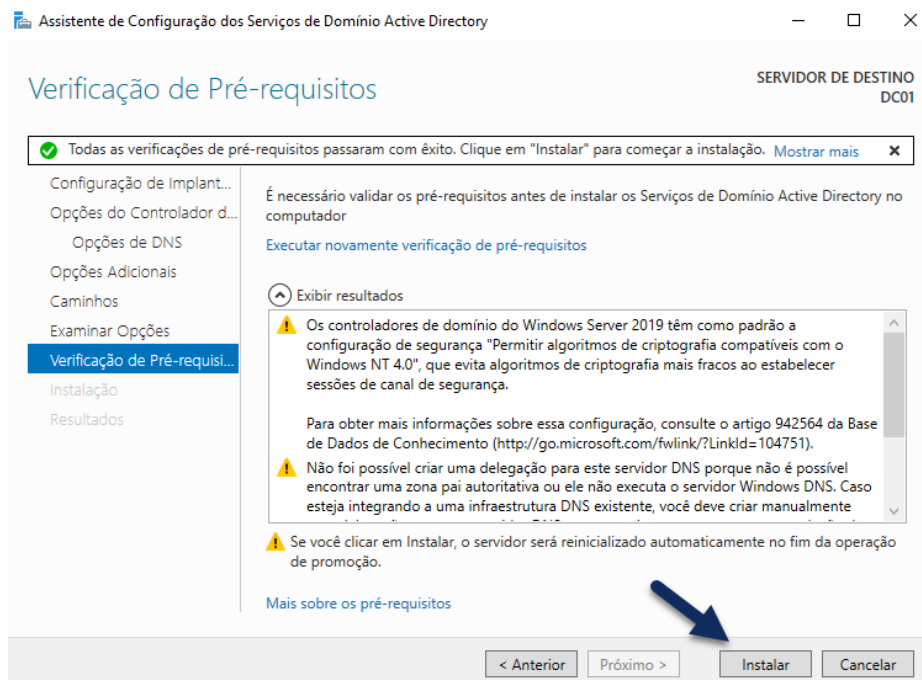 Assistente de Configuração dos Serviços de Domínio Active Directory
Verificação de Pré-requisitos
SERVIDOR DE DESTINO
DC01
Todas as verificações de pré-requisitos passaram com êxito. Clique em "Instalar" para começar a instalação. Mostrar mais
Configuração de Implant...
Opções do Controlador d...
Opções de DNS
Opções Adicionais
Caminhos
Examinar Opções
Verificação de Pré-requisi...
Instalação
Resultados
É necessário validar os pré-requisitos antes de instalar os Serviços de Domínio Active Directory no
computador
Executar novamente verificação de pré-requisitos
Exibir resultados
Os controladores de domínio do Windows Server 2019 têm como padrão a
configuração de segurança "Permitir algoritmos de criptografia compatíveis com o
Windows NT 4.0", que evita algoritmos de criptografia mais fracos ao estabelecer
sessões de canal de segurança.
Para obter mais informações sobre essa configuração, consulte o artigo 942564 da Base
de Dados de Conhecimento (http://go.microsoft.com/fwlink/?LinkId=104751).
Não foi possível criar uma delegação para este servidor DNS porque não é possível
encontrar uma zona pai autoritativa ou ele não executa o servidor Windows DNS. Caso
esteja integrando a uma infraestrutura DNS existente, você deve criar manualmente
Se você clicar em Instalar, o servidor será reinicializado automaticamente no fim da operação
de promoção.
Mais sobre os pré-requisitos
< Anterior
Próximo >
Instalar
Cancelar